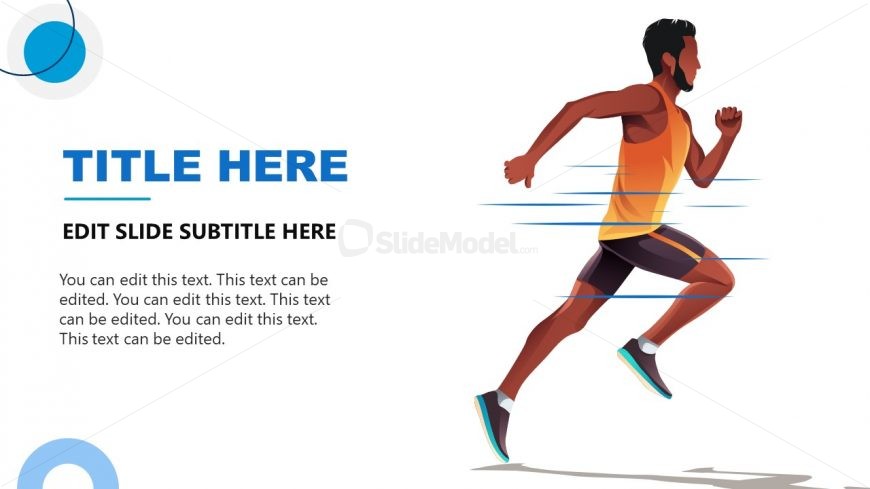 TITLE HERE
EDIT SLIDE SUBTITLE HERE
SlideModel.com
You can edit this text. This text can be
edited. You can edit this text. This text
can be edited. You can edit this text.
This text can be edited.